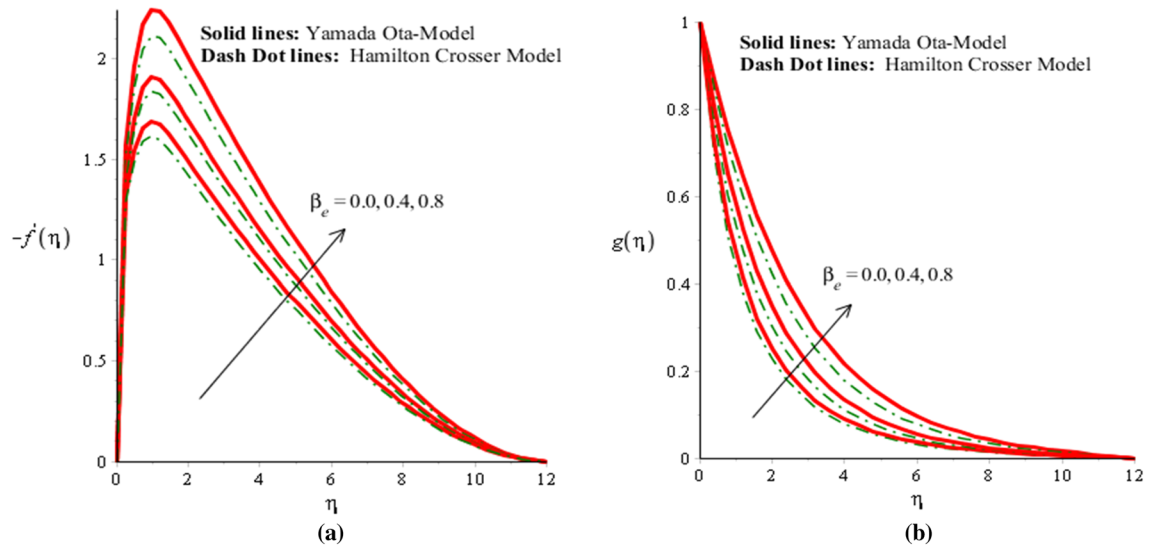 Solid lines: Yamada Ota-Model
Dash Dot lines: Hamilton Crosser Model
2
1.5
1
0.5
0
-ḟ(η)
βe = 0.0, 0.4, 0.8
0 2 4 6 8 10 12
η
(a)
Solid lines: Yamada Ota-Model
Dash Dot lines: Hamilton Crosser Model
1
0.8
0.6
0.4
0.2
0
g(η)
βe = 0.0, 0.4, 0.8
0 2 4 6 8 10 12
η
(b)